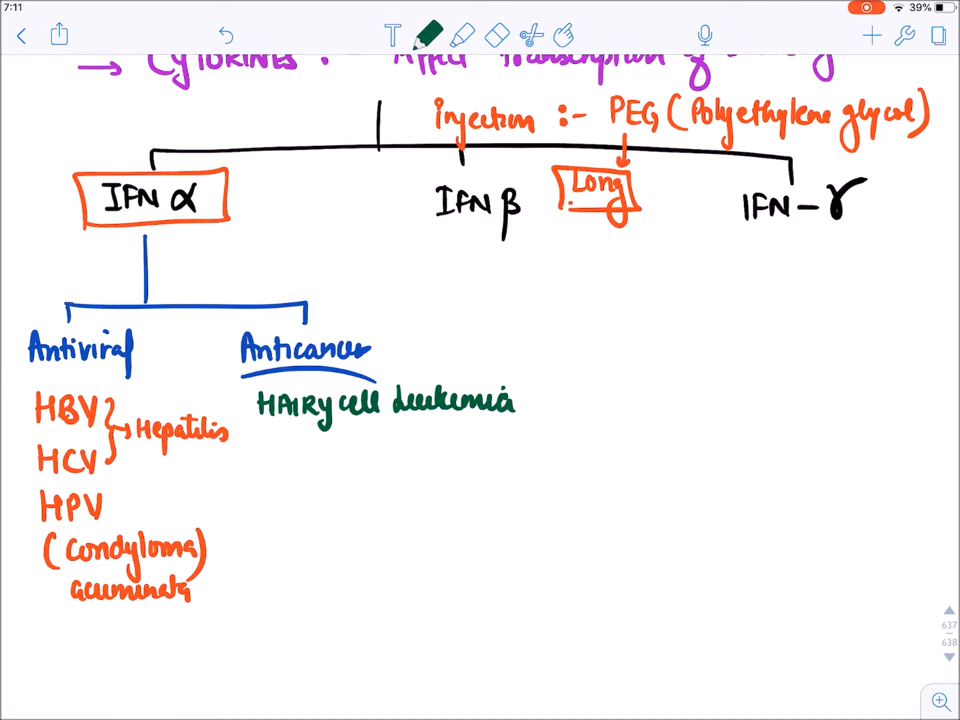 7:11
39%
→ CYTOKINES : Affect transcription of
injection :- PEG (Polyethylene glycol)
IFN α
IFN β
Long
IFN - γ
Antiviral
Anticancer
HBV
HCV
→ Hepatitis
HAIRy cell Leukemia
HPV
(Condyloma)
acuminata
637
638